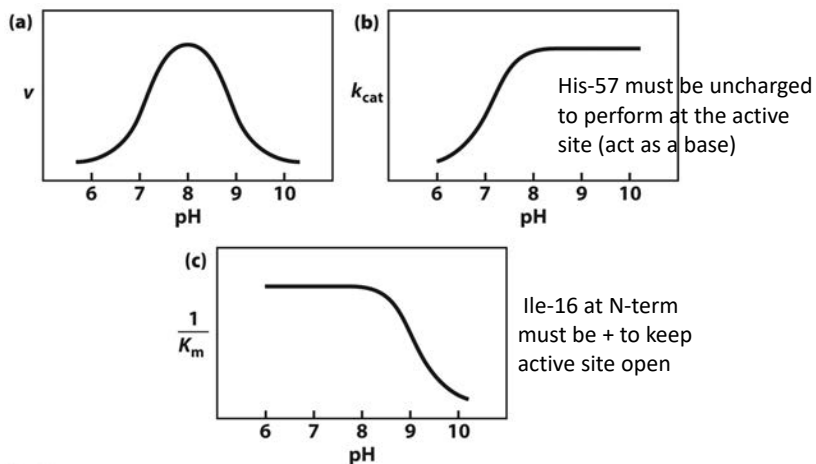 (a)
v
6 7 8 9 10
pH
(b)
kcat
His-57 must be uncharged
to perform at the active
site (act as a base)
6 7 8 9 10
pH
(c)
1
Km
Ile-16 at N-term
must be + to keep
active site open
6 7 8 9 10
pH